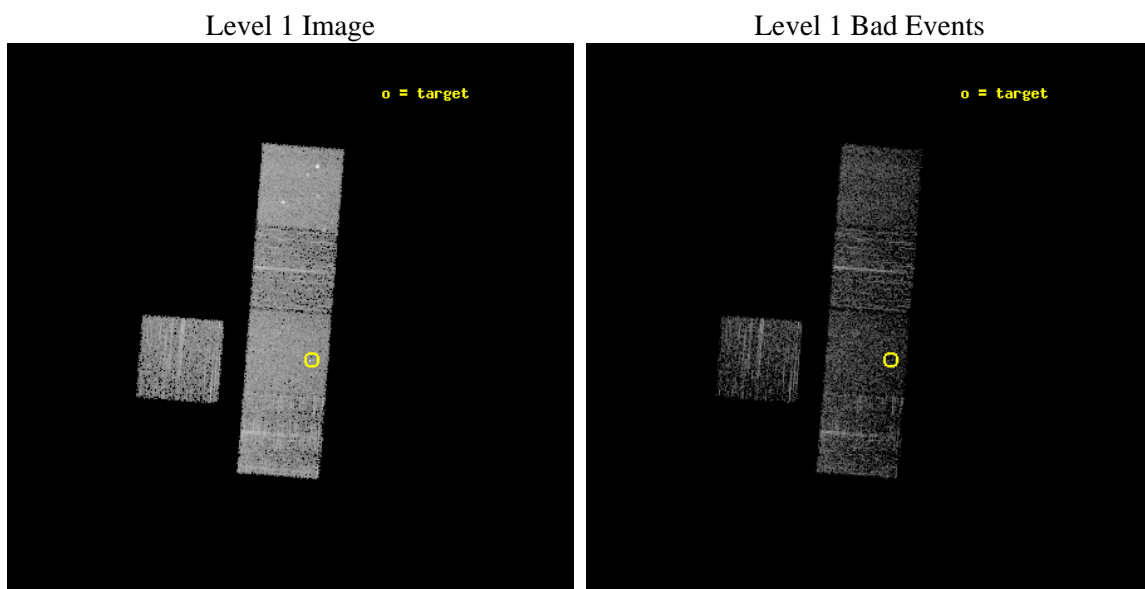 Level 1 Image
Level 1 Bad Events
o = target
o = target